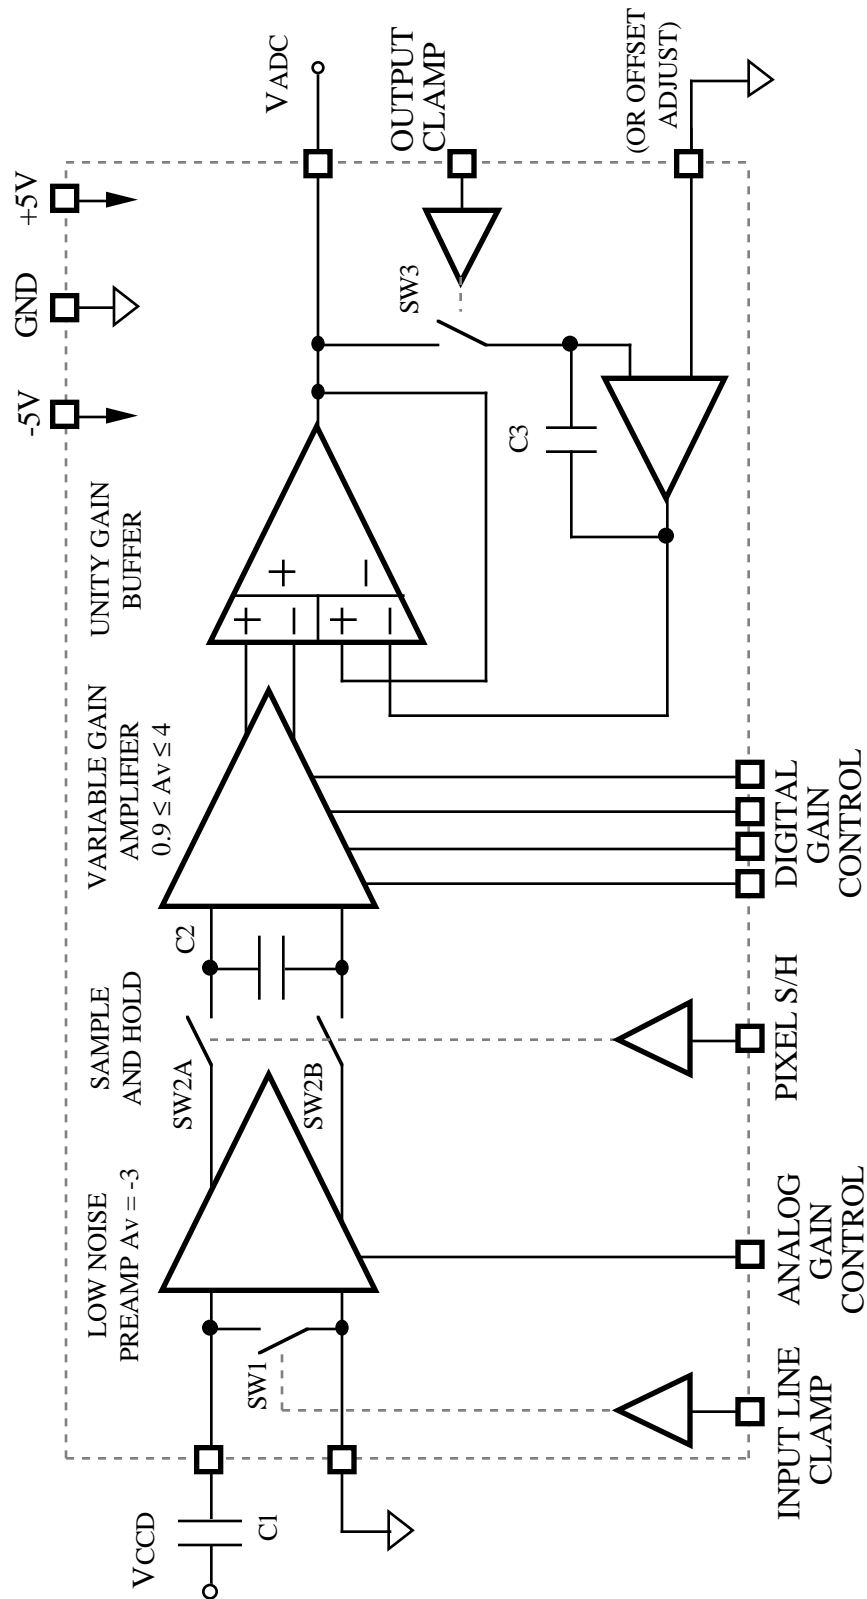 -5V
GND
+5V
LOW NOISE
PREAMP Av = -3
SAMPLE
AND HOLD
VARIABLE GAIN
AMPLIFIER
0.9 ≤ Av ≤ 4
UNITY GAIN
BUFFER
VCCD
C1
SW1
SW2A
SW2B
C2
+
−
+
−
+
−
VADC
SW3
C3
OUTPUT
CLAMP
(OR OFFSET
ADJUST)
INPUT LINE
CLAMP
ANALOG
GAIN
CONTROL
PIXEL S/H
DIGITAL
GAIN
CONTROL